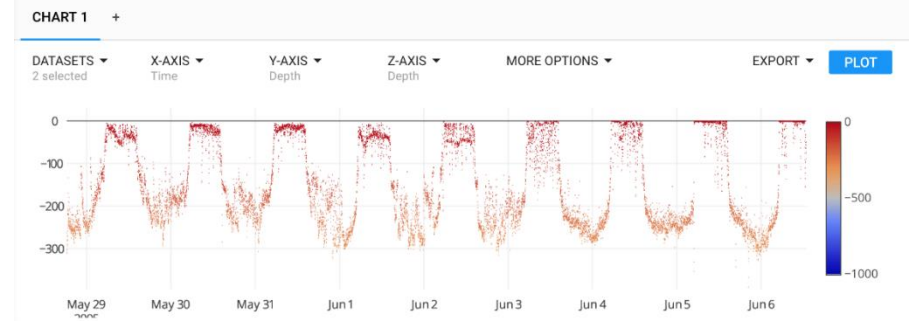 CHART 1 +
DATASETS X-AXIS Y-AXIS Z-AXIS MORE OPTIONS EXPORT PLOT
2 selected Time Depth Depth
0 0
−100
−200 −500
−300
−1000
May 29 May 30 May 31 Jun 1 Jun 2 Jun 3 Jun 4 Jun 5 Jun 6
2005